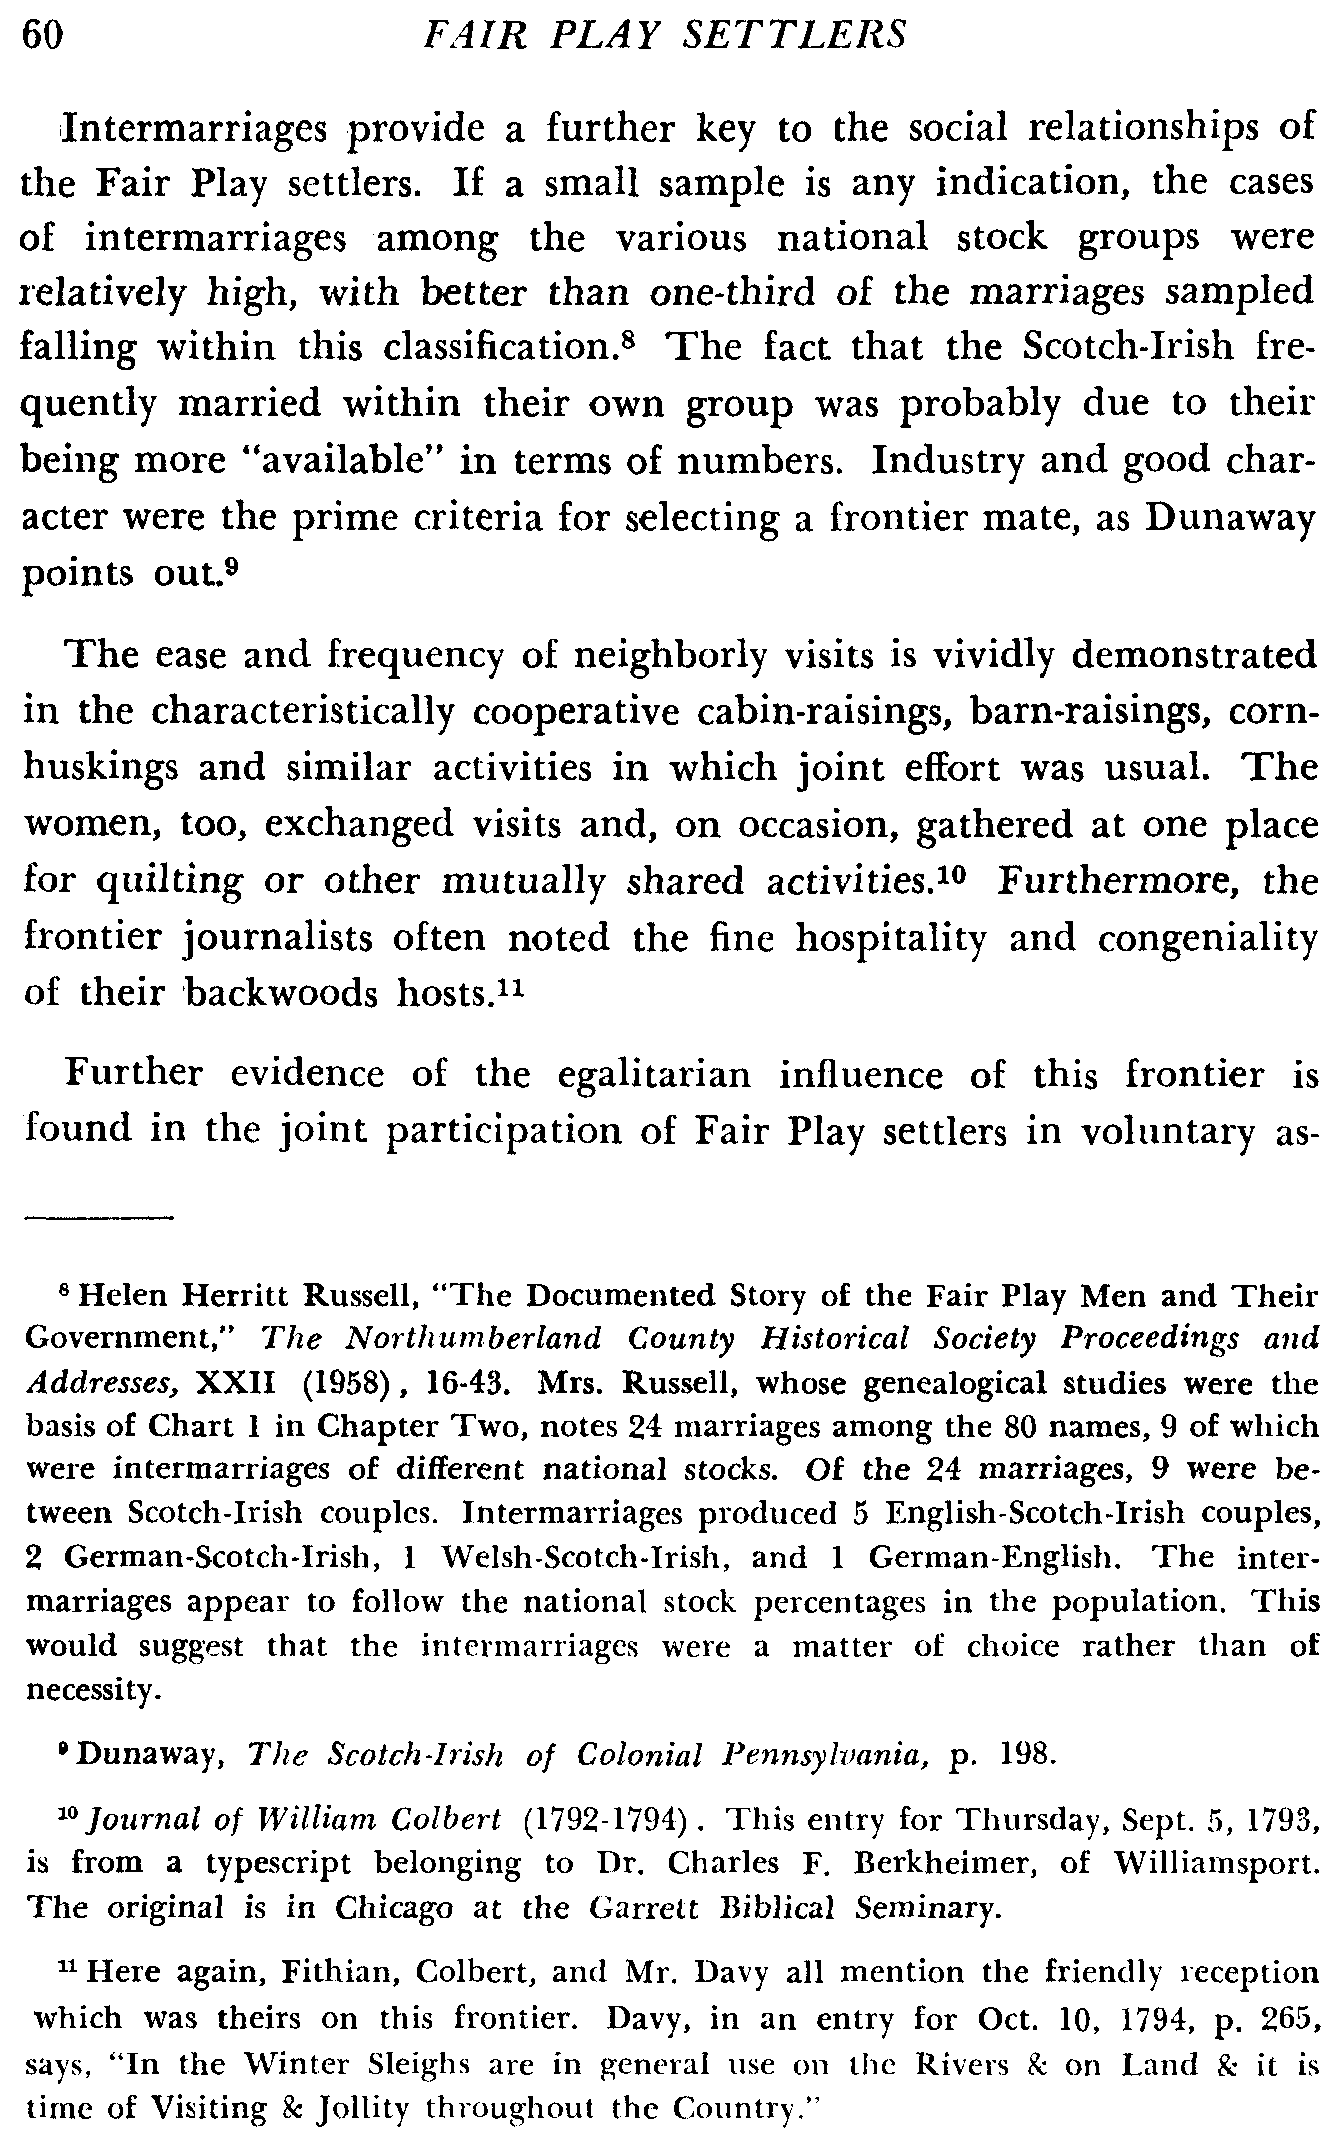 60 FAIR PLAY SETTLERS
Intermarriages provide a further key to the social relationships of
the Fair Play settlers. If a small sample is any indication, the cases
of intermarriages among the various national stock groups were
relatively high, with better than one-third of the marriages sampled
falling within this classification.⁸ The fact that the Scotch-Irish fre-
quently married within their own group was probably due to their
being more “available” in terms of numbers. Industry and good char-
acter were the prime criteria for selecting a frontier mate, as Dunaway
points out.⁹
The ease and frequency of neighborly visits is vividly demonstrated
in the characteristically cooperative cabin-raisings, barn-raisings, corn-
huskings and similar activities in which joint effort was usual. The
women, too, exchanged visits and, on occasion, gathered at one place
for quilting or other mutually shared activities.¹⁰ Furthermore, the
frontier journalists often noted the fine hospitality and congeniality
of their backwoods hosts.¹¹
Further evidence of the egalitarian influence of this frontier is
found in the joint participation of Fair Play settlers in voluntary as-
⁸ Helen Herritt Russell, “The Documented Story of the Fair Play Men and Their
Government,” The Northumberland County Historical Society Proceedings and
Addresses, XXII (1958), 16-43. Mrs. Russell, whose genealogical studies were the
basis of Chart 1 in Chapter Two, notes 24 marriages among the 80 names, 9 of which
were intermarriages of different national stocks. Of the 24 marriages, 9 were be-
tween Scotch-Irish couples. Intermarriages produced 5 English-Scotch-Irish couples,
2 German-Scotch-Irish, 1 Welsh-Scotch-Irish, and 1 German-English. The inter-
marriages appear to follow the national stock percentages in the population. This
would suggest that the intermarriages were a matter of choice rather than of
necessity.
⁹ Dunaway, The Scotch-Irish of Colonial Pennsylvania, p. 198.
¹⁰ Journal of William Colbert (1792-1794). This entry for Thursday, Sept. 5, 1793,
is from a typescript belonging to Dr. Charles F. Berkheimer, of Williamsport.
The original is in Chicago at the Garrett Biblical Seminary.
¹¹ Here again, Fithian, Colbert, and Mr. Davy all mention the friendly reception
which was theirs on this frontier. Davy, in an entry for Oct. 10, 1794, p. 265,
says, “In the Winter Sleighs are in general use on the Rivers & on Land & it is
time of Visiting & Jollity throughout the Country.”